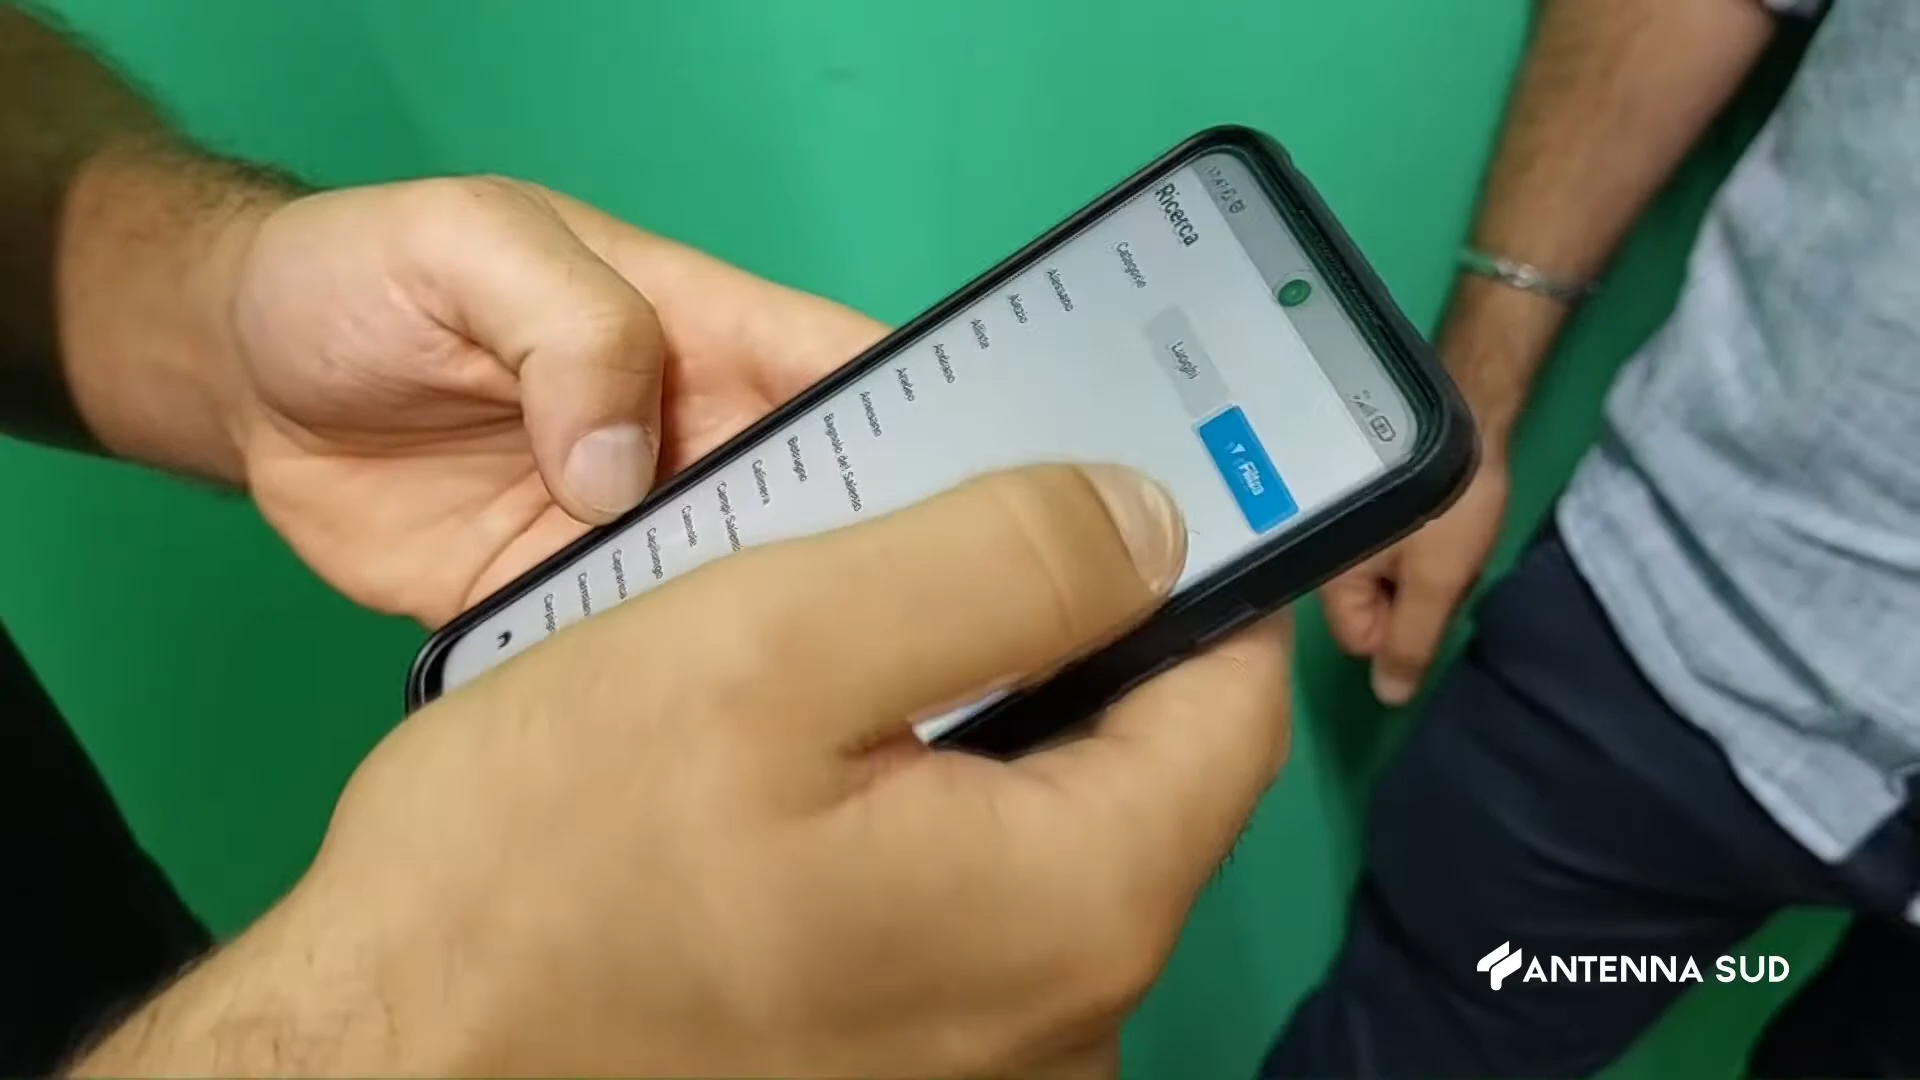 Ricerca
Categorie
Luoghi
Filtra
Alessano
Alezio
Alliste
Andrano
Aradeo
Arnesano
Bagnolo del Salento
Botrugno
Calimera
Campi Salent
Cannole
Caprarica
ANTENNA SUD